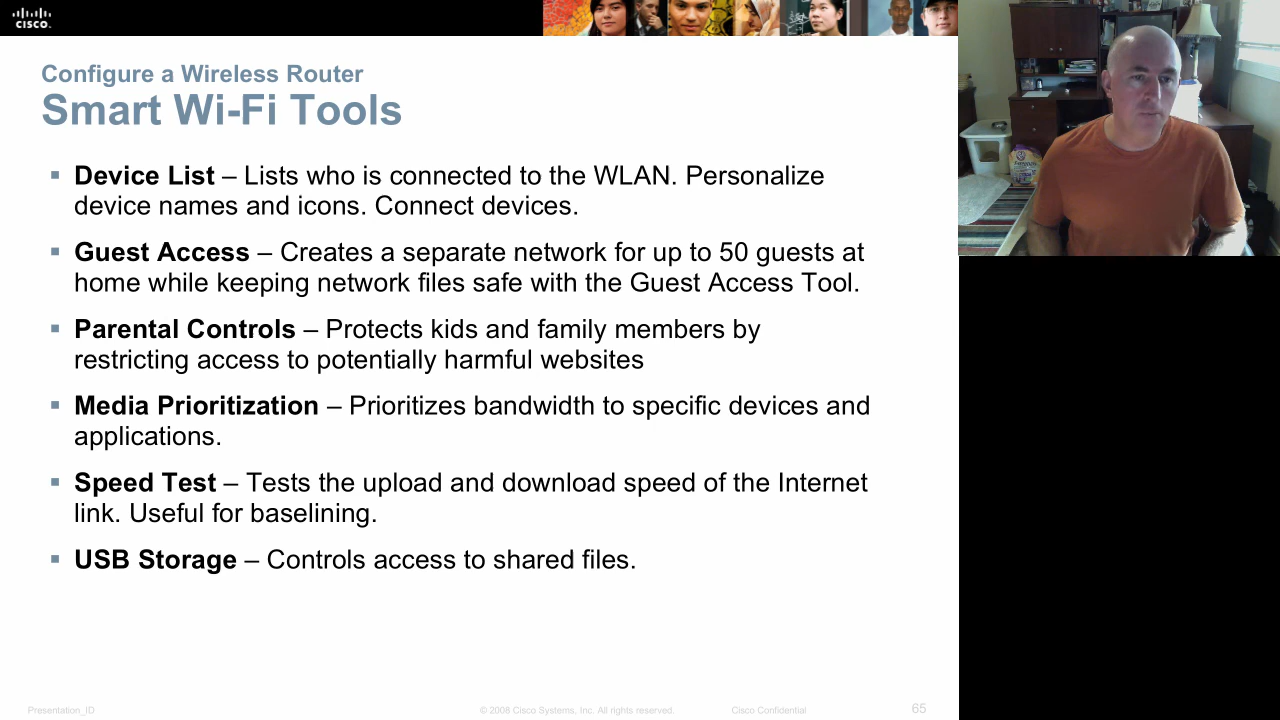 CISCO
Configure a Wireless Router
Smart Wi-Fi Tools
Device List – Lists who is connected to the WLAN. Personalize
device names and icons. Connect devices.
Guest Access – Creates a separate network for up to 50 guests at
home while keeping network files safe with the Guest Access Tool.
Parental Controls – Protects kids and family members by
restricting access to potentially harmful websites
Media Prioritization – Prioritizes bandwidth to specific devices and
applications.
Speed Test – Tests the upload and download speed of the Internet
link. Useful for baselining.
USB Storage – Controls access to shared files.
Presentation_ID
© 2008 Cisco Systems, Inc. All rights reserved.
Cisco Confidential
65